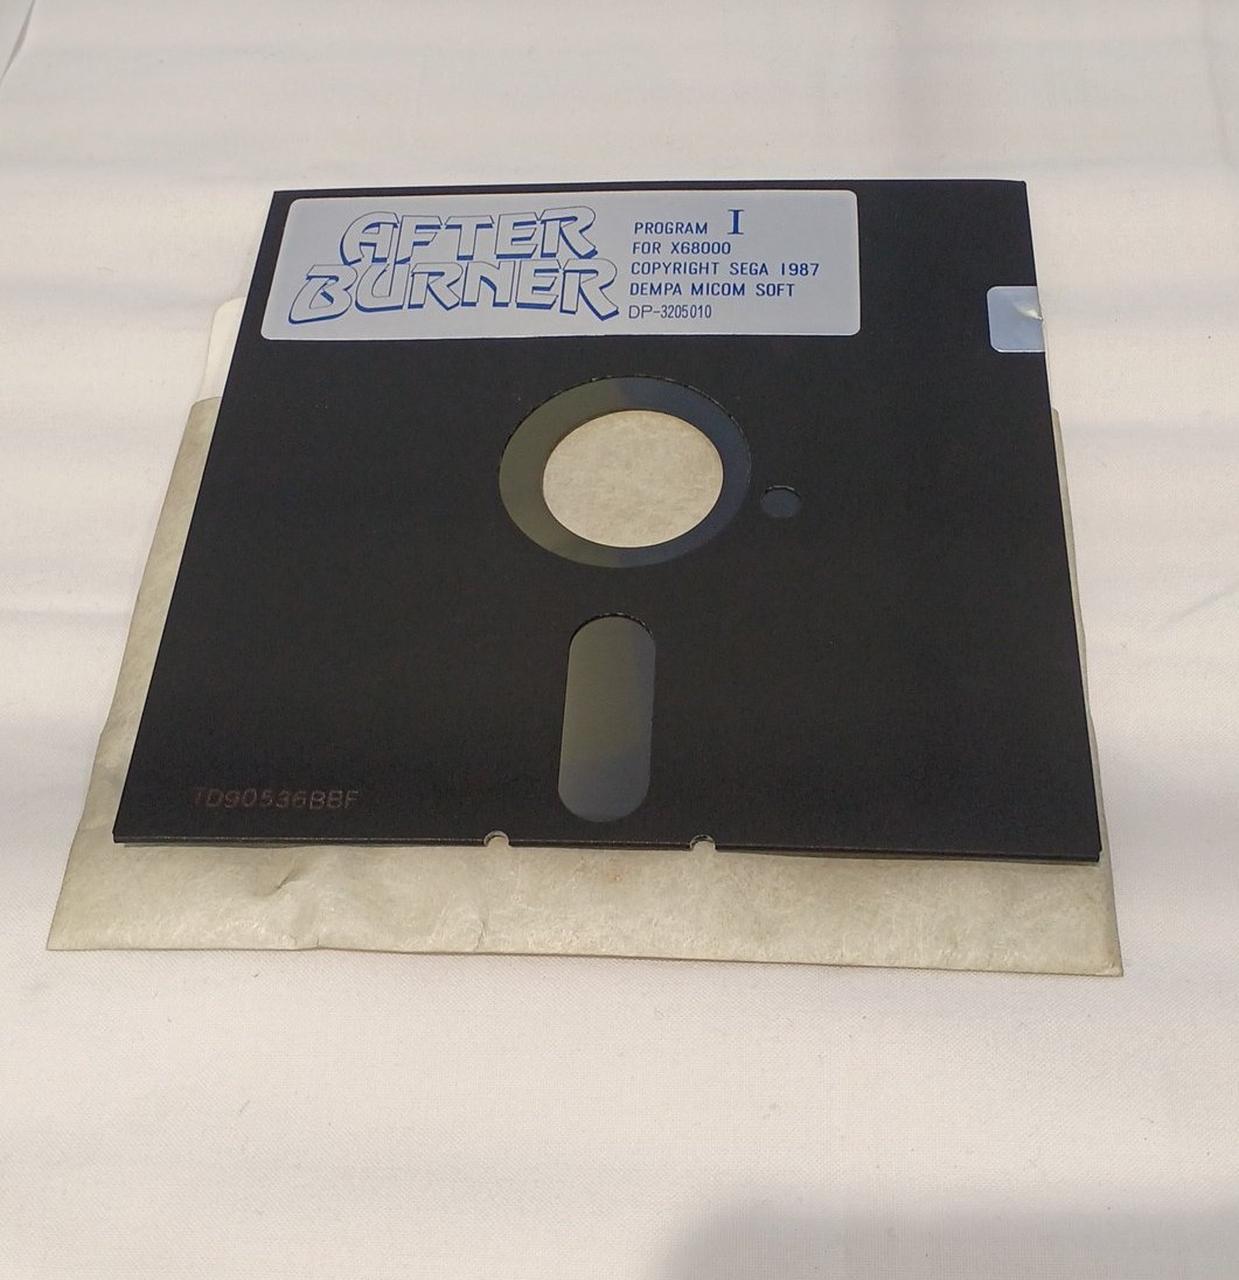 AFTER
BURNER
PROGRAM I
FOR X68000
COPYRIGHT SEGA 1987
DEMPA MICOM SOFT
DP-3205010
TD90536BBF